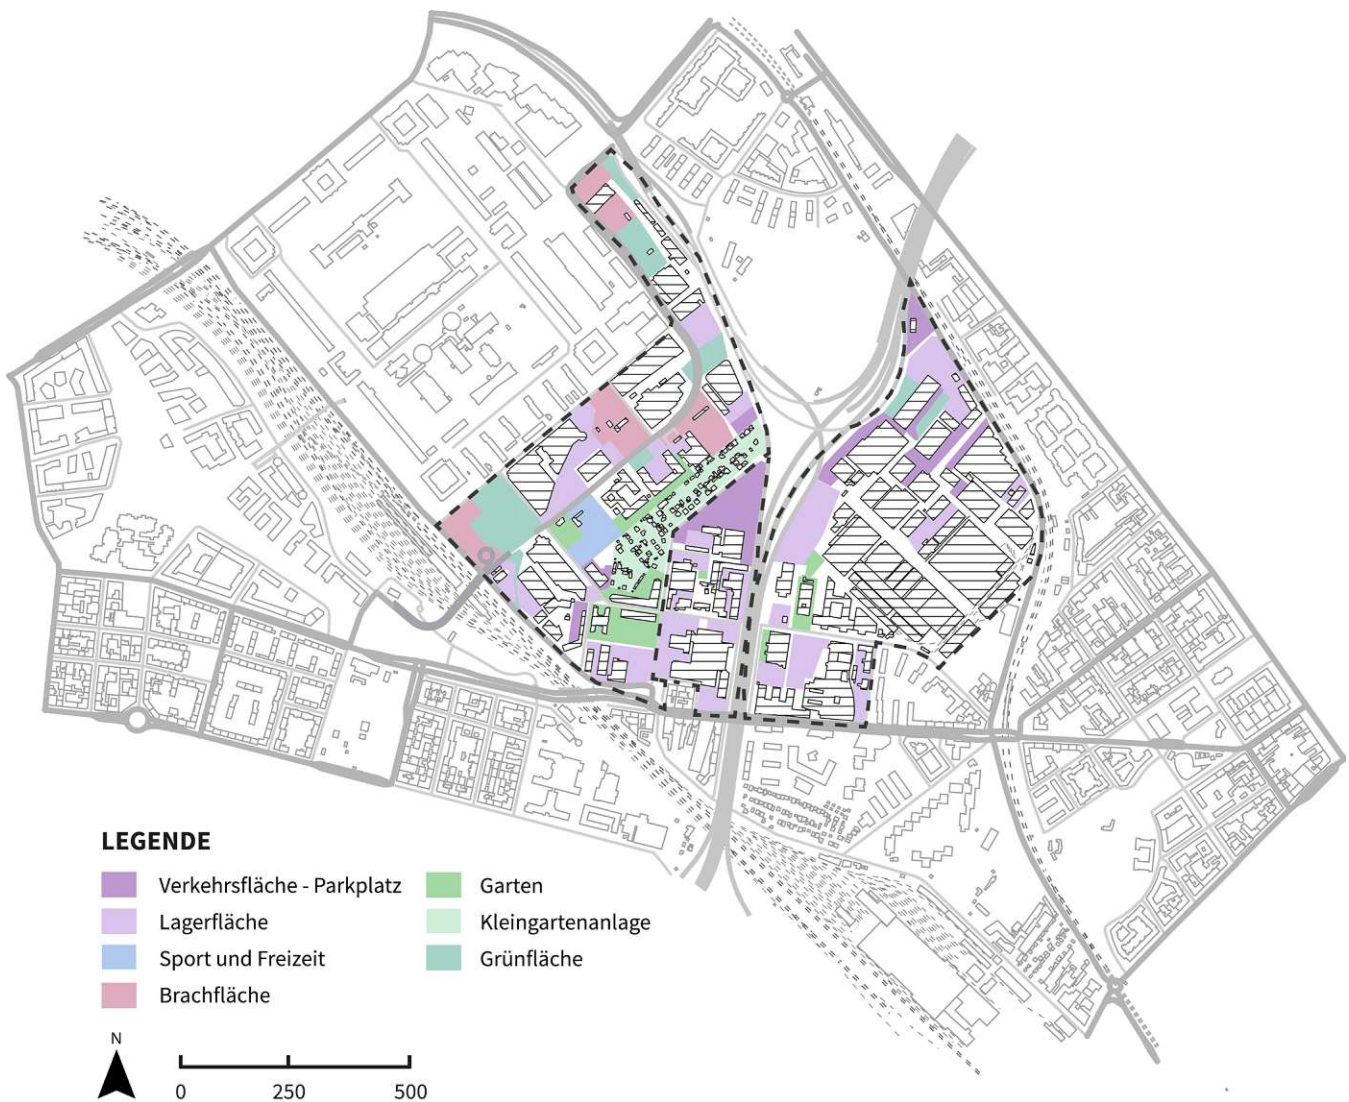 LEGENDE
Verkehrsfläche - Parkplatz
Lagerfläche
Sport und Freizeit
Brachfläche
Garten
Kleingartenanlage
Grünfläche
N
0 250 500